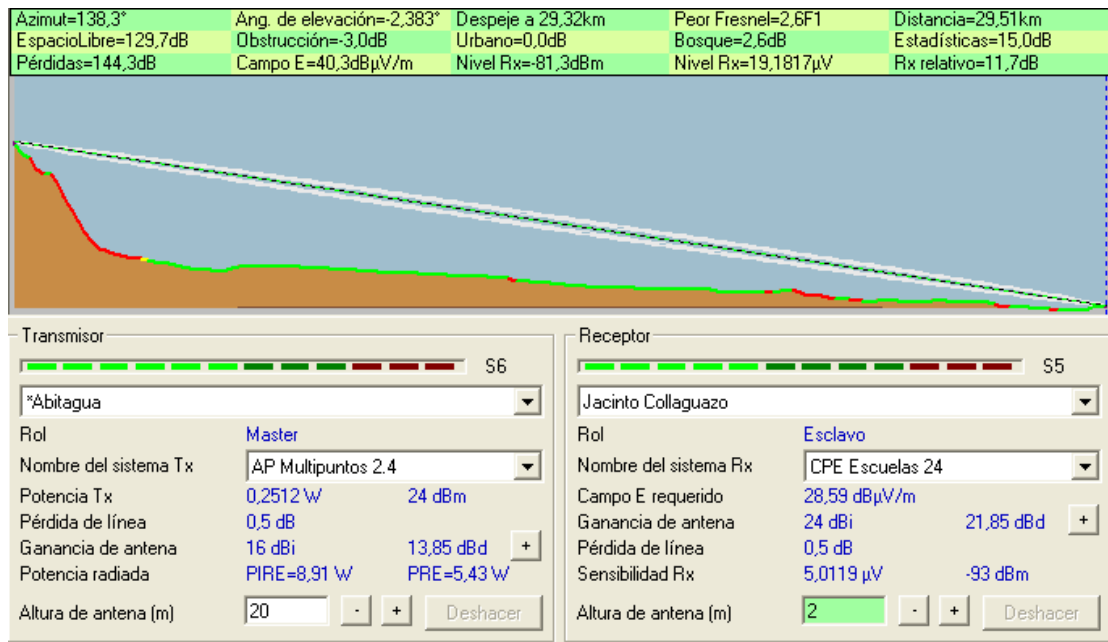 Azimut=138,3° Ang. de elevación=-2,383° Despeje a 29,32km Peor Fresnel=2,6F1 Distancia=29,51km
EspacioLibre=129,7dB Obstrucción=-3,0dB Urbano=0,0dB Bosque=2,6dB Estadísticas=15,0dB
Pérdidas=144,3dB Campo E=40,3dBµV/m Nivel Rx=-81,3dBm Nivel Rx=19,1817µV Rx relativo=11,7dB
Transmisor
S6
*Abitagua
Rol Master
Nombre del sistema Tx AP Multipuntos 2.4
Potencia Tx 0,2512 W 24 dBm
Pérdida de línea 0,5 dB
Ganancia de antena 16 dBi 13,85 dBd +
Potencia radiada PIRE=8,91 W PRE=5,43 W
Altura de antena (m) 20 - + Deshacer
Receptor
S5
Jacinto Collaguazo
Rol Esclavo
Nombre del sistema Rx CPE Escuelas 24
Campo E requerido 28,59 dBµV/m
Ganancia de antena 24 dBi 21,85 dBd +
Pérdida de línea 0,5 dB
Sensibilidad Rx 5,0119 µV -93 dBm
Altura de antena (m) 2 - + Deshacer